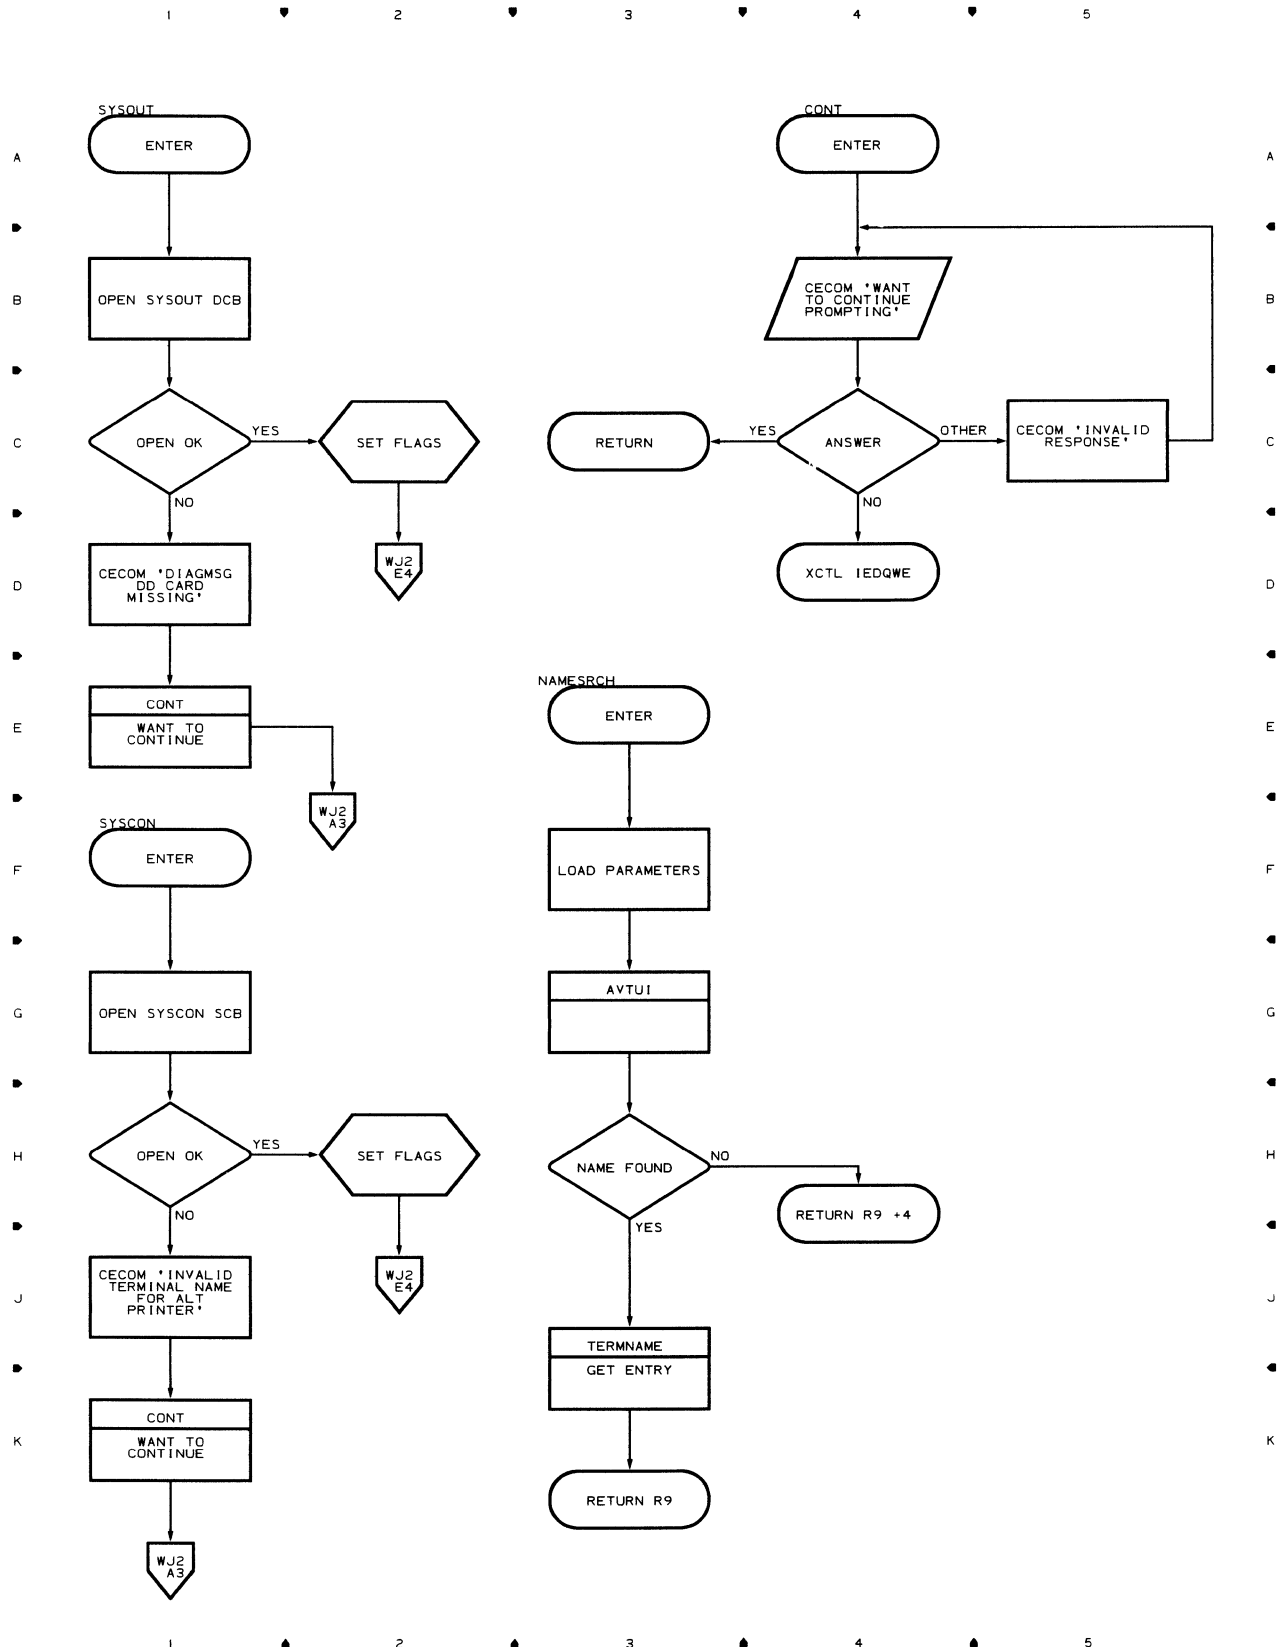 1 2 3 4 5
SYSOUT
ENTER
A
OPEN SYSOUT DCB
B
OPEN OK
YES
SET FLAGS
C
NO
WJ2
E4
CECOM 'DIAGMSG
DD CARD
MISSING'
D
CONT
WANT TO
CONTINUE
E
WJ2
A3
SYSCON
ENTER
F
OPEN SYSCON SCB
G
OPEN OK
YES
SET FLAGS
H
NO
WJ2
E4
CECOM 'INVALID
TERMINAL NAME
FOR ALT
PRINTER'
J
CONT
WANT TO
CONTINUE
K
WJ2
A3
CONT
ENTER
A
CECOM 'WANT
TO CONTINUE
PROMPTING'
B
RETURN
YES
ANSWER
OTHER
CECOM 'INVALID
RESPONSE'
C
NO
XCTL IEDQWE
D
NAMESRCH
ENTER
E
LOAD PARAMETERS
F
AVTUI
G
NAME FOUND
NO
H
RETURN R9 +4
YES
J
TERMNAME
GET ENTRY
K
RETURN R9
1 2 3 4 5